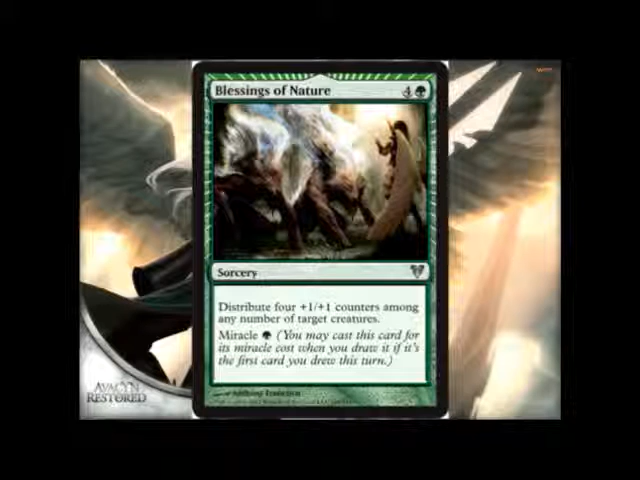 Blessings of Nature 4
Sorcery
Distribute four +1/+1 counters among
any number of target creatures.
Miracle (You may cast this card for
its miracle cost when you draw it if it's
the first card you drew this turn.)
AVACYN
RESTORED